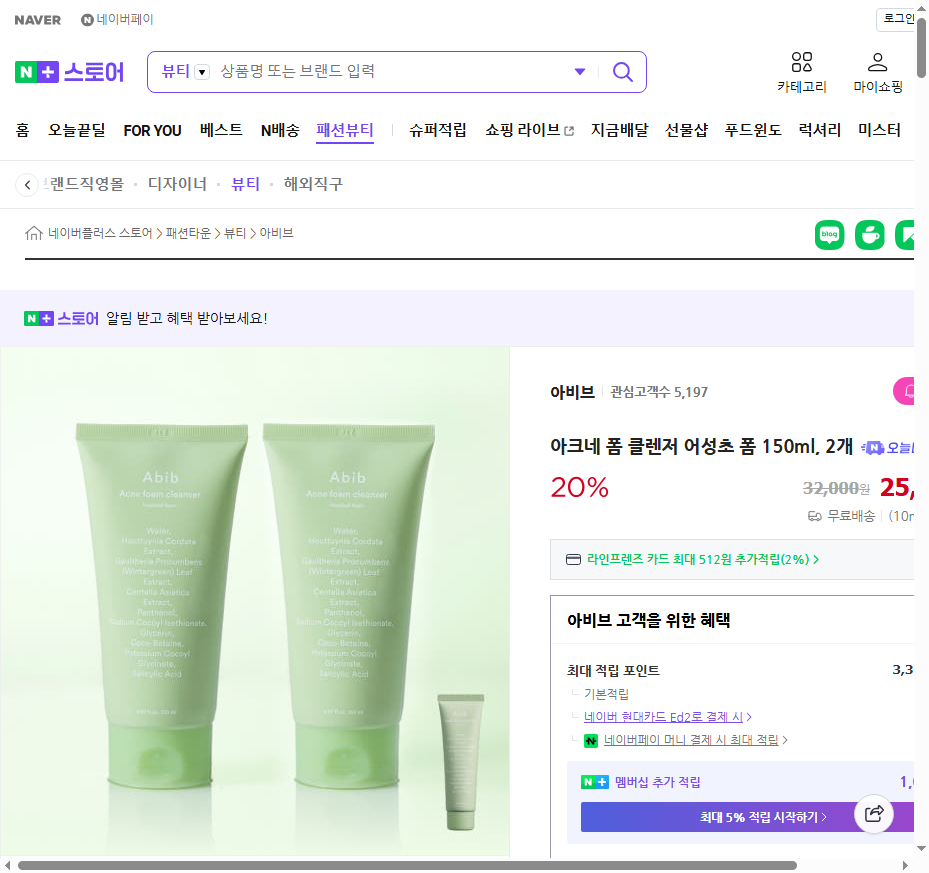 NAVER
네이버페이
로그인
N+ 스토어
뷰티
상품명 또는 브랜드 입력
카테고리
마이쇼핑
홈 오늘끝딜 FOR YOU 베스트 N배송 패션뷰티 슈퍼적립 쇼핑 라이브 지금배달 선물샵 푸드윈도 럭셔리 미스터
랜드직영몰 디자이너 뷰티 해외직구
네이버플러스 스토어 > 패션타운 > 뷰티 > 아비브
blog
N+ 스토어 알림 받고 혜택 받아보세요!
Abib
Acne foam cleanser
Water,
Houttuynia Cordata
Extract,
Gaultheria Procumbens
(Wintergreen) Leaf
Extract,
Centella Asiatica
Extract,
Panthenol,
Sodium Cocoyl Isethionate,
Glycerin,
Coco-Betaine,
Potassium Cocoyl
Glycinate,
Salicylic Acid
Abib
Acne foam cleanser
Water,
Houttuynia Cordata
Extract,
Gaultheria Procumbens
(Wintergreen) Leaf
Extract,
Centella Asiatica
Extract,
Panthenol,
Sodium Cocoyl Isethionate,
Glycerin,
Coco-Betaine,
Potassium Cocoyl
Glycinate,
Salicylic Acid
아비브 관심고객수 5,197
아크네 폼 클렌저 어성초 폼 150ml, 2개 N 오늘
20% 32,000원 25,
무료배송 (10
라인프렌즈 카드 최대 512원 추가적립(2%) >
아비브 고객을 위한 혜택
최대 적립 포인트 3,3
기본적립
네이버 현대카드 Ed2로 결제 시 >
네이버페이 머니 결제 시 최대 적립 >
N+ 멤버십 추가 적립 1,
최대 5% 적립 시작하기 >